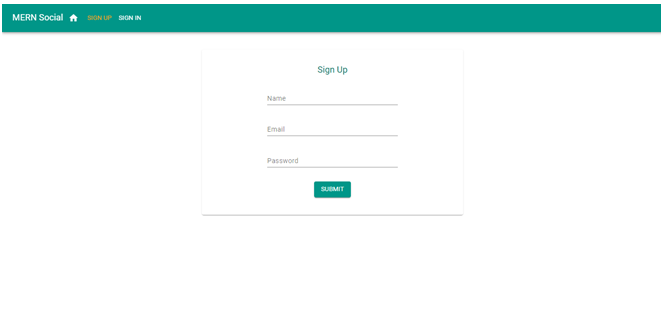 MERN Social SIGN UP SIGN IN
Sign Up
Name
Email
Password
SUBMIT